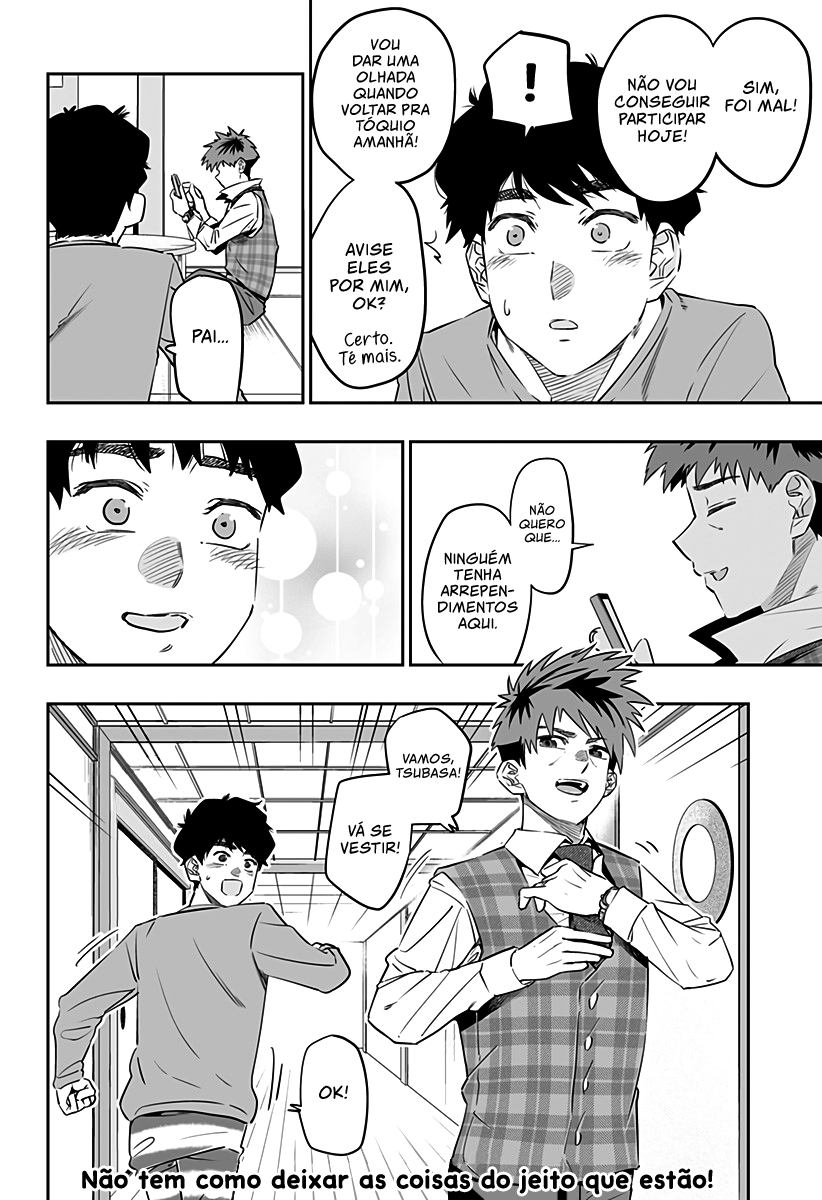 SIM,
FOI MAL!
NÃO VOU
CONSEGUIR
PARTICIPAR
HOJE!
!
VOU
DAR UMA
OLHADA
QUANDO
VOLTAR PRA
TÓQUIO
AMANHÃ!
AVISE
ELES
POR MIM,
OK?
Certo.
Té mais.
PAI...
NÃO
QUERO
QUE...
NINGUÉM
TENHA
ARREPEN-
DIMENTOS
AQUI.
VAMOS,
TSUBASA!
VÁ SE
VESTIR!
OK!
Não tem como deixar as coisas do jeito que estão!